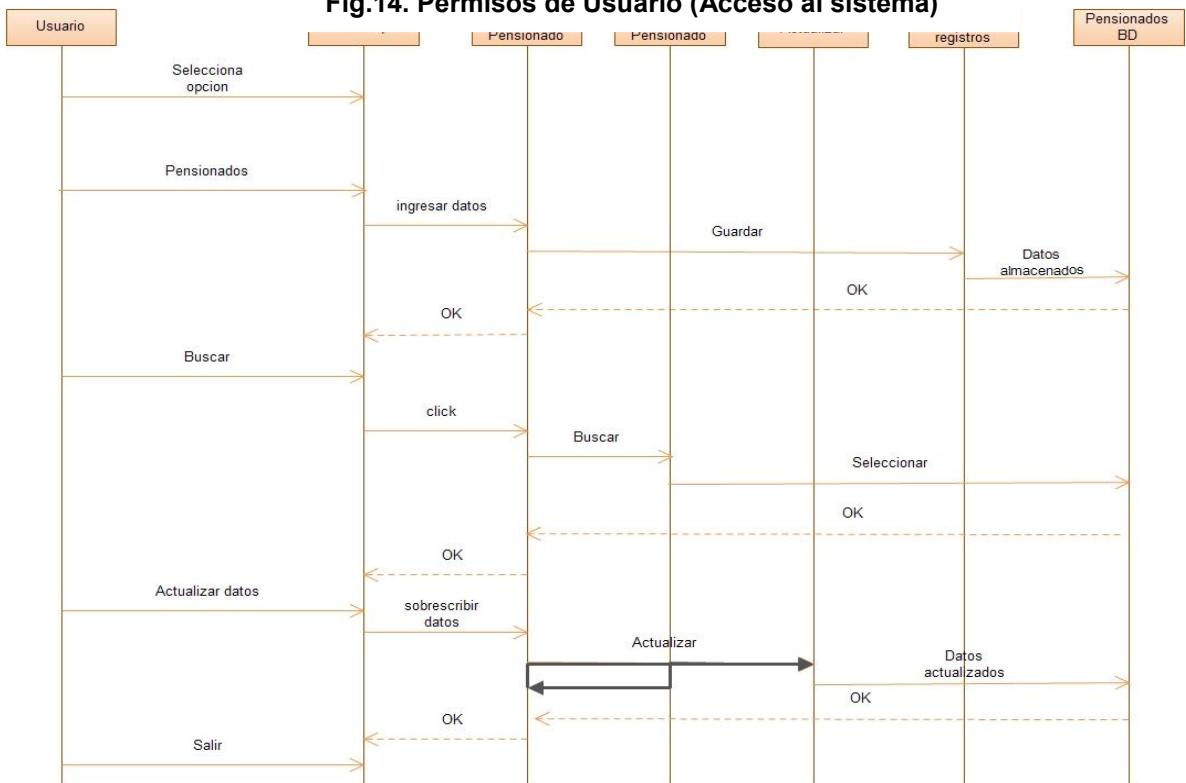 Fig.14. Permisos de Usuario (Acceso al sistema)
Usuario
Pensionado
Pensionado
Actualizar
registros
Pensionados
BD
Selecciona
opcion
Pensionados
ingresar datos
Guardar
Datos
almacenados
OK
OK
Buscar
click
Buscar
Seleccionar
OK
OK
Actualizar datos
sobrescribir
datos
Actualizar
Datos
actualizados
OK
OK
Salir